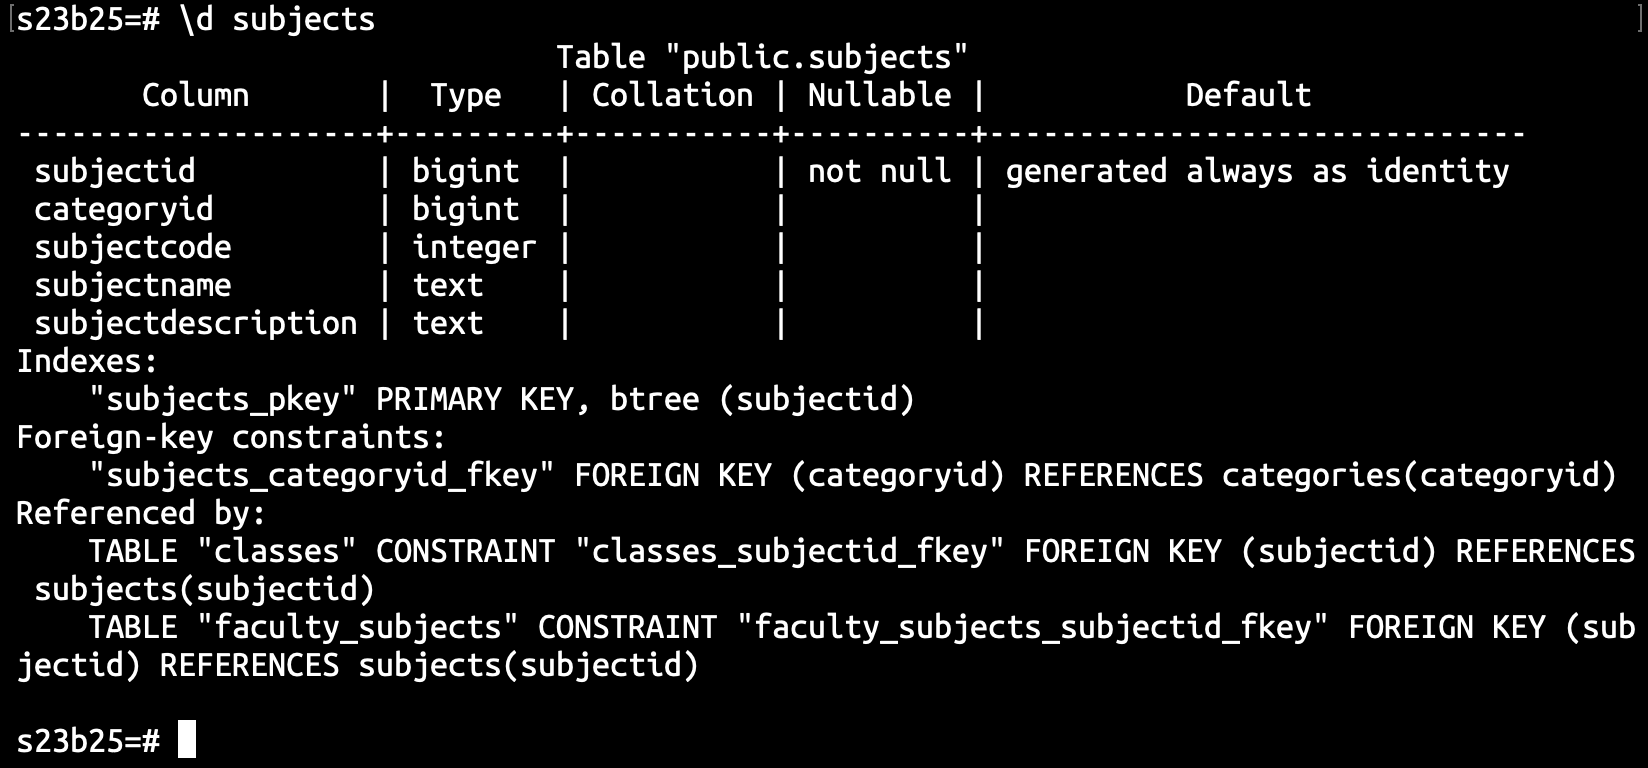 [s23b25=# \d subjects ]
Table "public.subjects"
Column | Type | Collation | Nullable | Default
--------------------+---------+-----------+----------+------------------------------
subjectid | bigint | | not null | generated always as identity
categoryid | bigint | | |
subjectcode | integer | | |
subjectname | text | | |
subjectdescription | text | | |
Indexes:
"subjects_pkey" PRIMARY KEY, btree (subjectid)
Foreign-key constraints:
"subjects_categoryid_fkey" FOREIGN KEY (categoryid) REFERENCES categories(categoryid)
Referenced by:
TABLE "classes" CONSTRAINT "classes_subjectid_fkey" FOREIGN KEY (subjectid) REFERENCES
subjects(subjectid)
TABLE "faculty_subjects" CONSTRAINT "faculty_subjects_subjectid_fkey" FOREIGN KEY (sub
jectid) REFERENCES subjects(subjectid)
s23b25=#